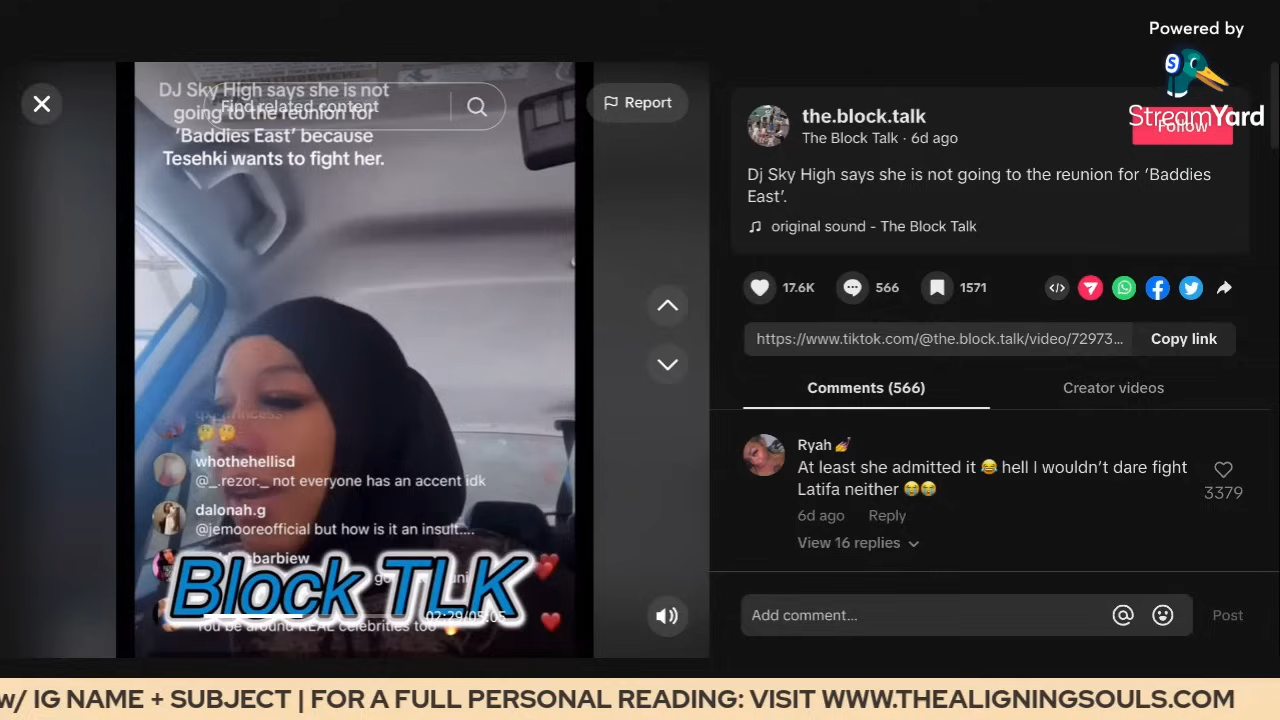 Powered by
StreamYard
DJ Sky High says she is not
going to the reunion for
‘Baddies East’ because
Tesehki wants to fight her.
Find related content
Report
the.block.talk
The Block Talk · 6d ago
Follow
Dj Sky High says she is not going to the reunion for ‘Baddies
East’.
original sound - The Block Talk
17.6K
566
1571
https://www.tiktok.com/@the.block.talk/video/72973...
Copy link
Comments (566)
Creator videos
Ryah 💅
At least she admitted it 😂 hell I wouldn’t dare fight
Latifa neither 😭😭
3379
6d ago
Reply
View 16 replies
Add comment...
Post
🤔🤔
whothehellisd
@_.rezor._ not everyone has an accent idk
dalonah.g
@jemooreofficial but how is it an insult....
Block TLK
02:29/05:05
You be around REAL celebrities too
w/ IG NAME + SUBJECT | FOR A FULL PERSONAL READING: VISIT WWW.THEALIGNINGSOULS.COM